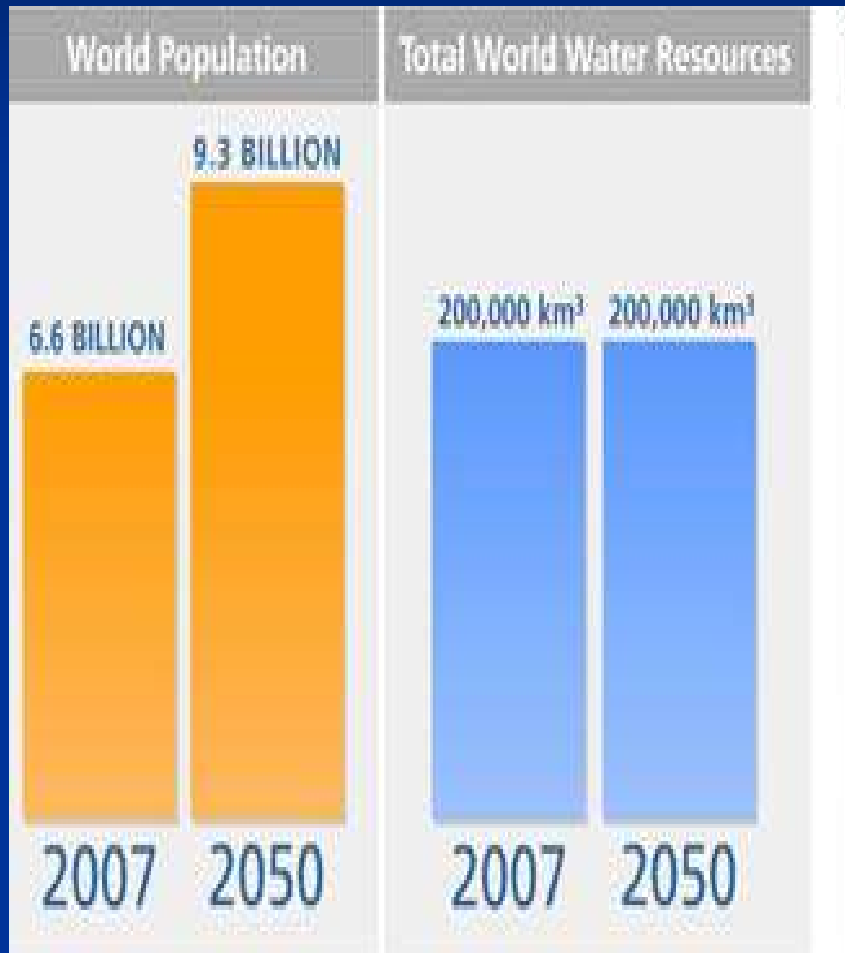 World Population
9.3 BILLION
6.6 BILLION
2007 2050
Total World Water Resources
200,000 km³ 200,000 km³
2007 2050